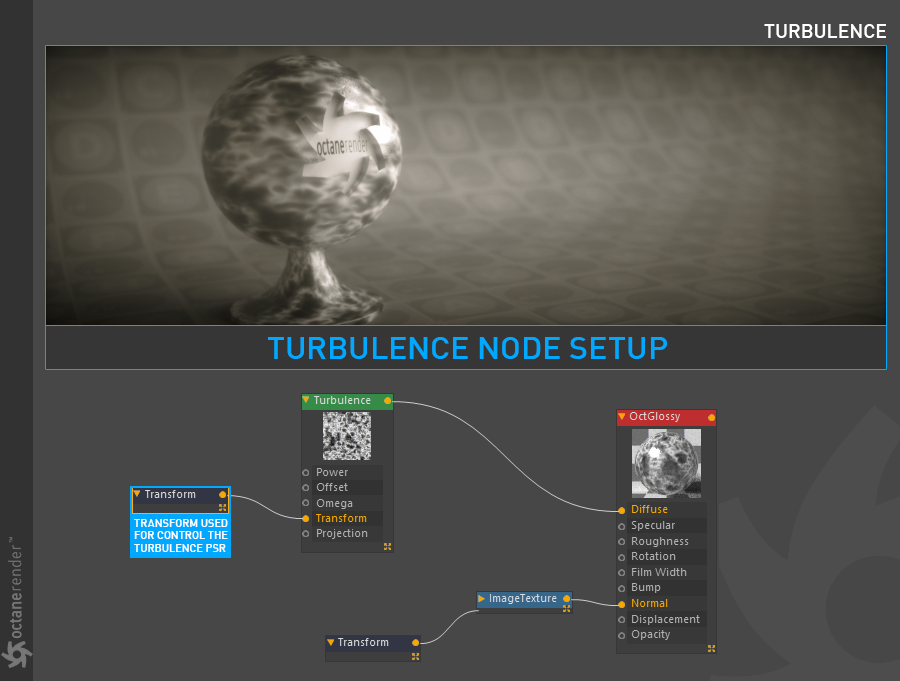 TURBULENCE
octanerender
TURBULENCE NODE SETUP
Turbulence
Power
Offset
Omega
Transform
Projection
Transform
TRANSFORM USED
FOR CONTROL THE
TURBULENCE PSR
OctGlossy
Diffuse
Specular
Roughness
Rotation
Film Width
Bump
Normal
Displacement
Opacity
ImageTexture
Transform
octanerender™